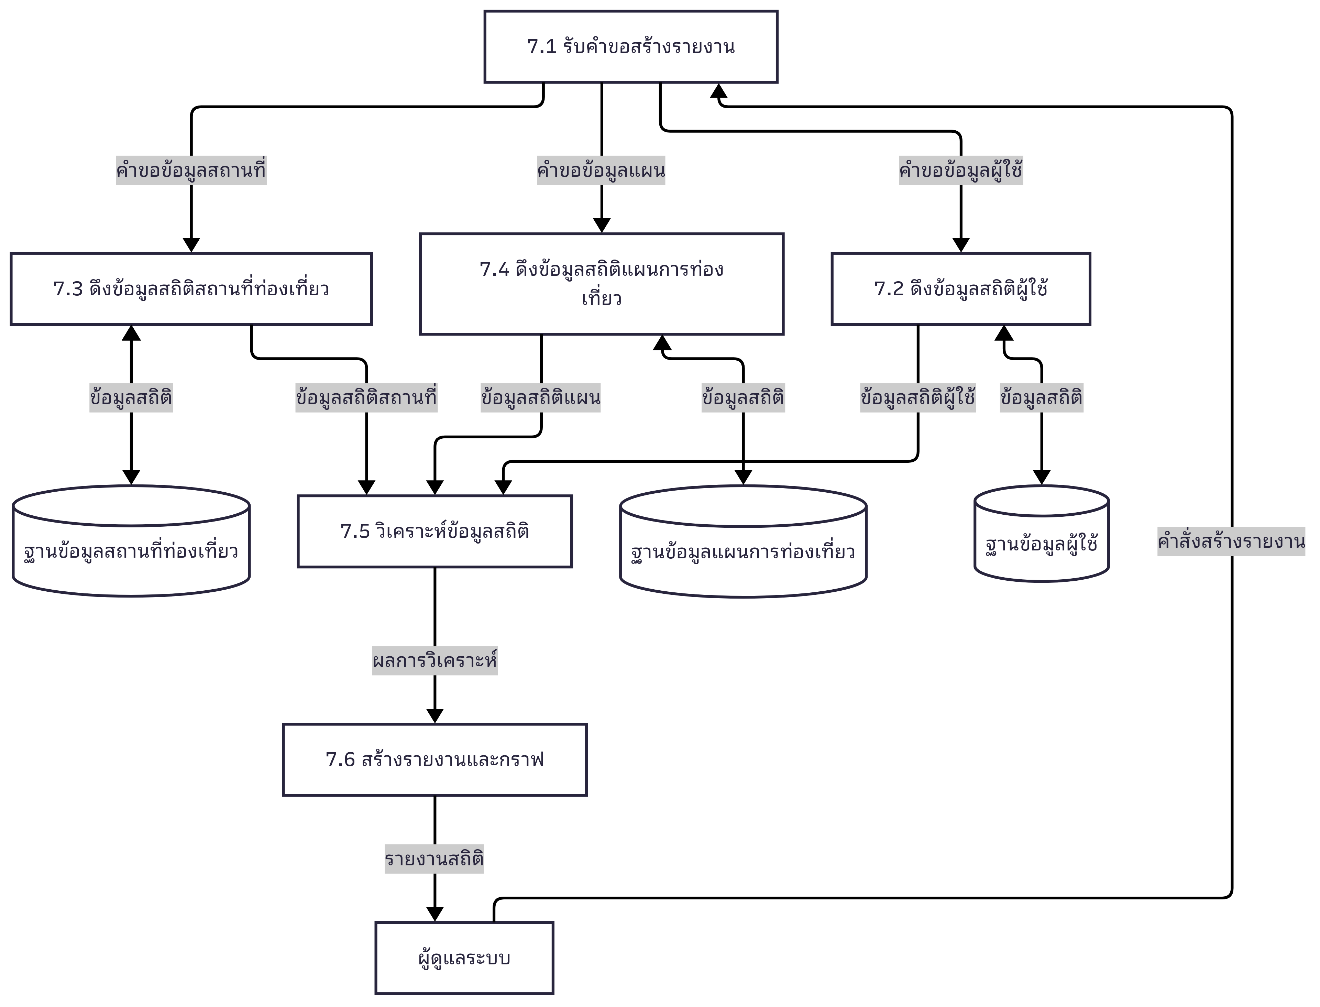 7.1 รับคำขอสร้างรายงาน
คำขอข้อมูลสถานที่
คำขอข้อมูลแผน
คำขอข้อมูลผู้ใช้
7.3 ดึงข้อมูลสถิติสถานที่ท่องเที่ยว
7.4 ดึงข้อมูลสถิติแผนการท่อง
เที่ยว
7.2 ดึงข้อมูลสถิติผู้ใช้
ข้อมูลสถิติ
ข้อมูลสถิติสถานที่
ข้อมูลสถิติแผน
ข้อมูลสถิติ
ข้อมูลสถิติผู้ใช้
ข้อมูลสถิติ
ฐานข้อมูลสถานที่ท่องเที่ยว
7.5 วิเคราะห์ข้อมูลสถิติ
ฐานข้อมูลแผนการท่องเที่ยว
ฐานข้อมูลผู้ใช้
คำสั่งสร้างรายงาน
ผลการวิเคราะห์
7.6 สร้างรายงานและกราฟ
รายงานสถิติ
ผู้ดูแลระบบ